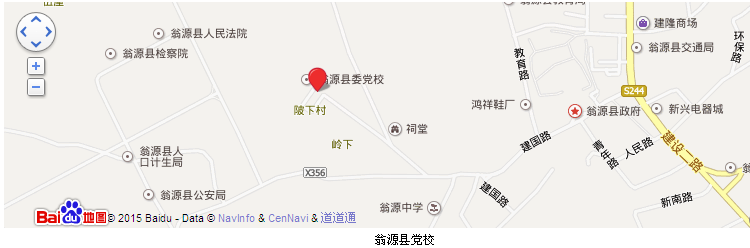 翁源县人民法院
翁源县检察院
翁源县委党校
陂下村
祠堂
岭下
翁源县人
口计生局
X356
翁源县公安局
翁源中学
建国路
建国路
鸿祥鞋厂
教育路
建隆商场
翁源县交通局
环保路
S244
翁源县政府
新兴电器城
青年路
人民路
建设一路
新南路
Bai du 地图
© 2015 Baidu - Data © NavInfo & CenNavi & 道道通
翁源县党校